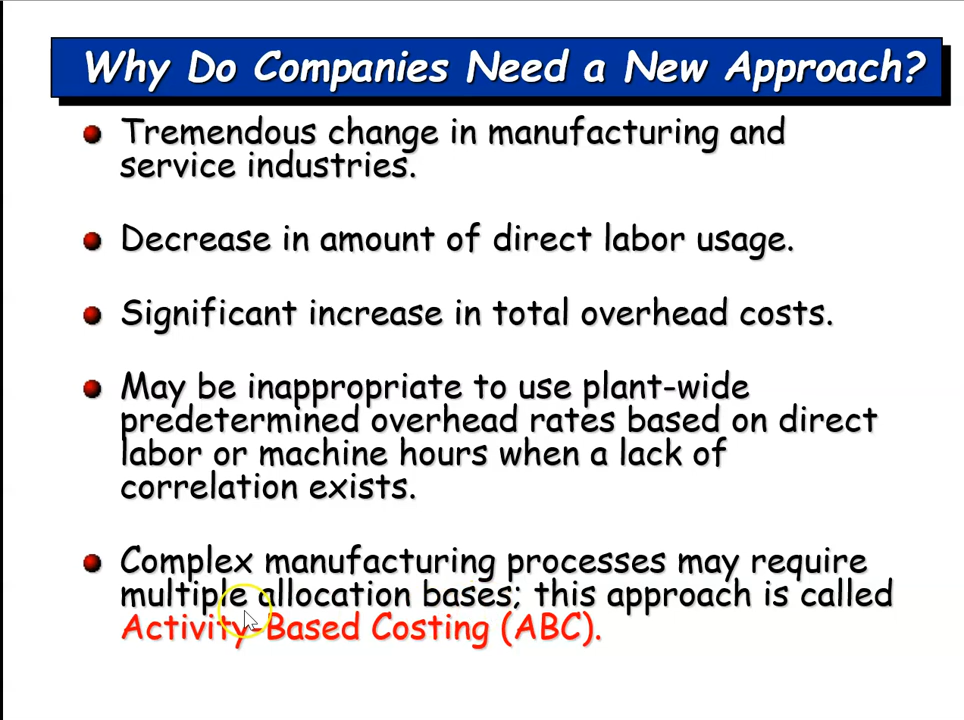 Why Do Companies Need a New Approach?
Tremendous change in manufacturing and
service industries.
Decrease in amount of direct labor usage.
Significant increase in total overhead costs.
May be inappropriate to use plant-wide
predetermined overhead rates based on direct
labor or machine hours when a lack of
correlation exists.
Complex manufacturing processes may require
multiple allocation bases; this approach is called
Activity-Based Costing (ABC).